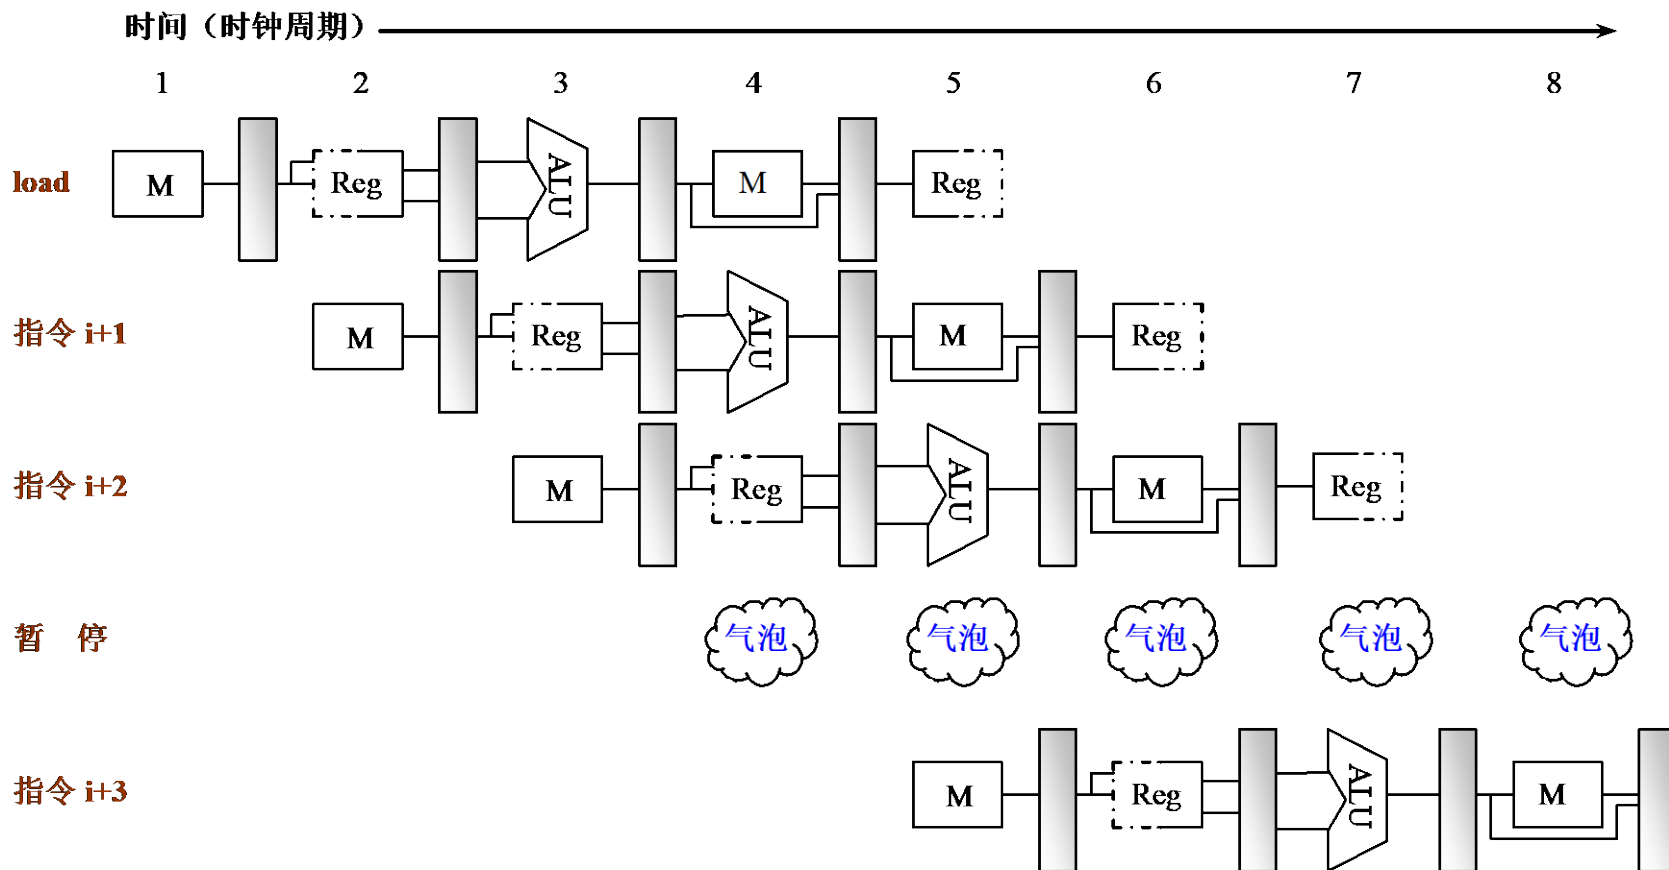 时间（时钟周期）
1 2 3 4 5 6 7 8
load M Reg ALU M Reg
指令 i+1 M Reg ALU M Reg
指令 i+2 M Reg ALU M Reg
暂 停 气泡 气泡 气泡 气泡 气泡
指令 i+3 M Reg ALU M